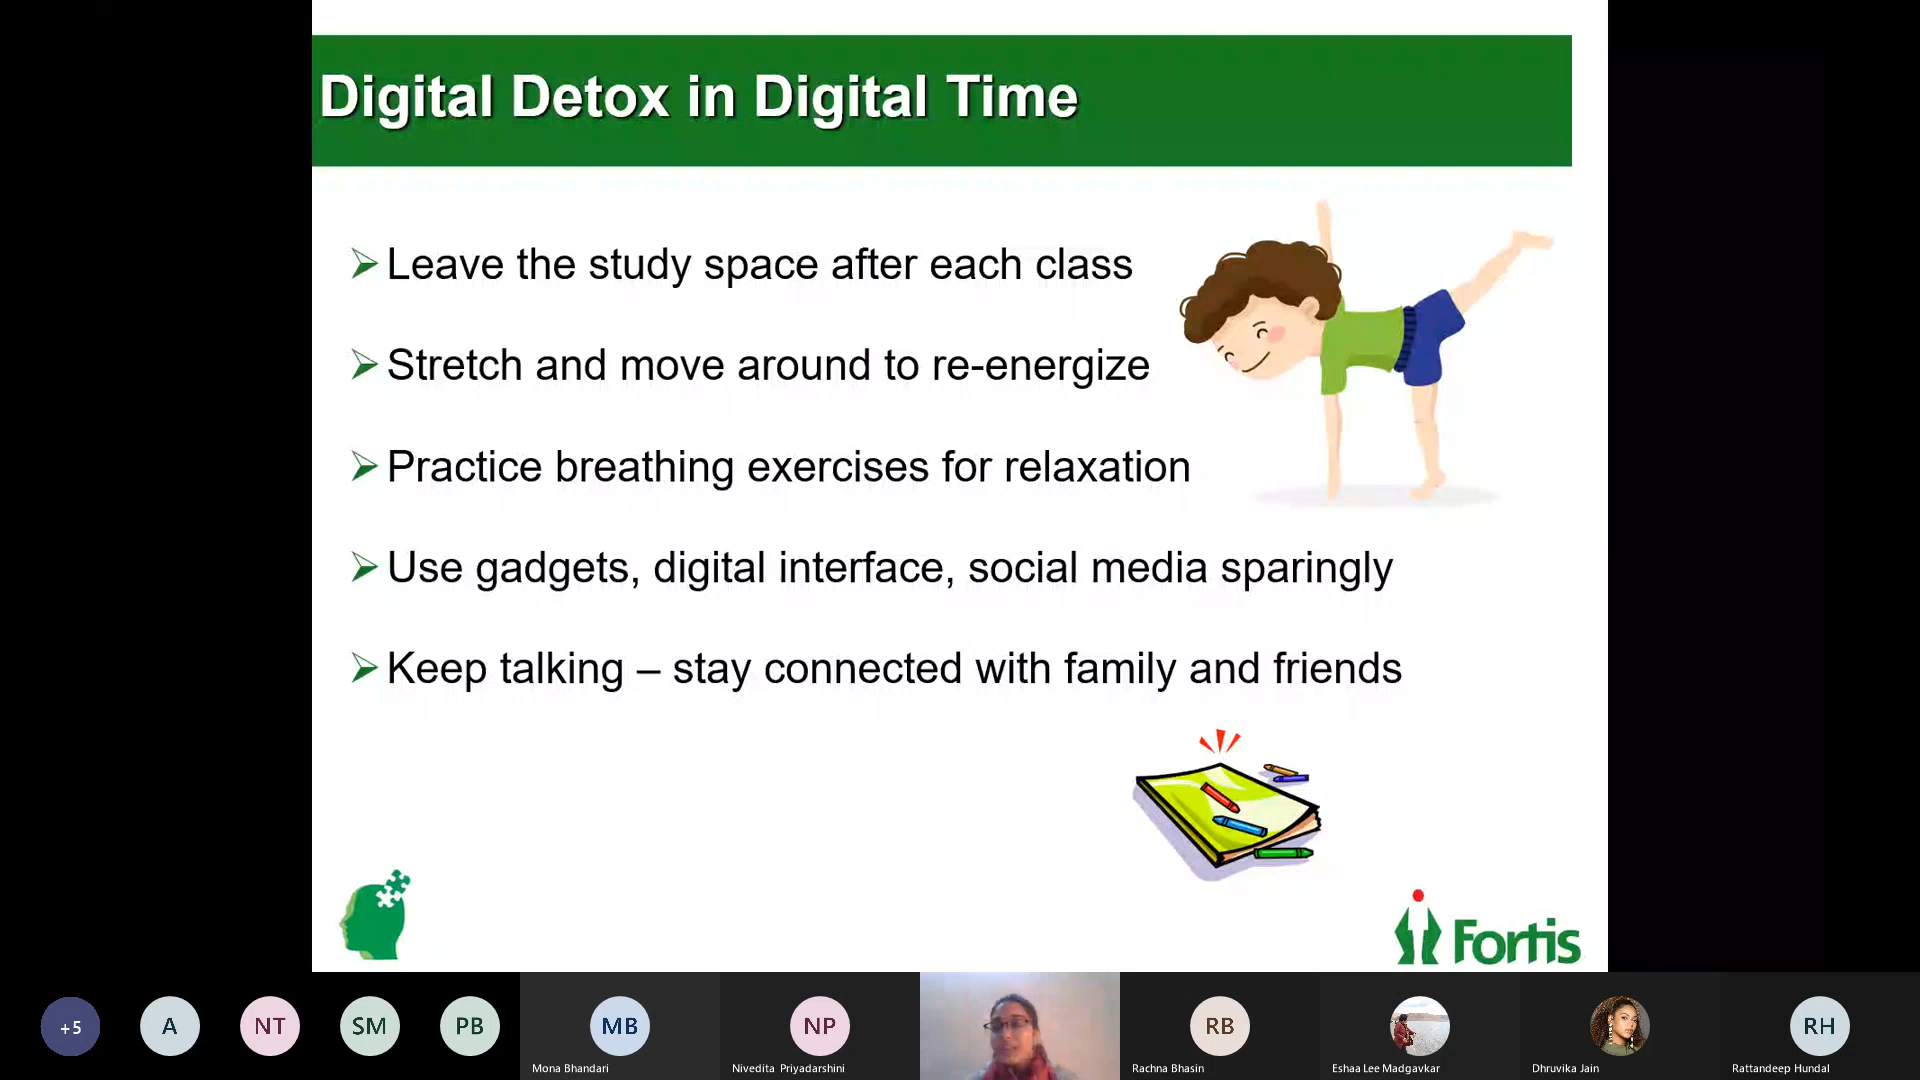 Digital Detox in Digital Time
Leave the study space after each class
Stretch and move around to re-energize
Practice breathing exercises for relaxation
Use gadgets, digital interface, social media sparingly
Keep talking – stay connected with family and friends
Fortis
+5
A
NT
SM
PB
MB
NP
RB
RH
Mona Bhandari
Nivedita Priyadarshini
Rachna Bhasin
Eshaa Lee Madgavkar
Dhruvika Jain
Rattandeep Hundal